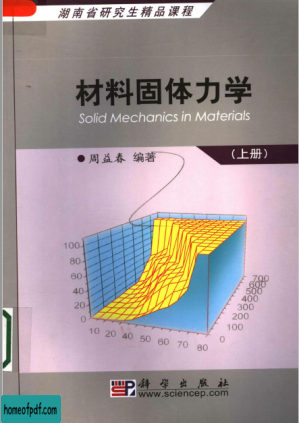 湖南省研究生精品课程
材料固体力学
Solid Mechanics in Materials
● 周益春 编著
(上册)
100
80
60
40
20
0
10 20 30 40 50 60 70 80
700
600
500
400
300
200
100
0
科学出版社
www.sciencep.com
homeofpdf.com